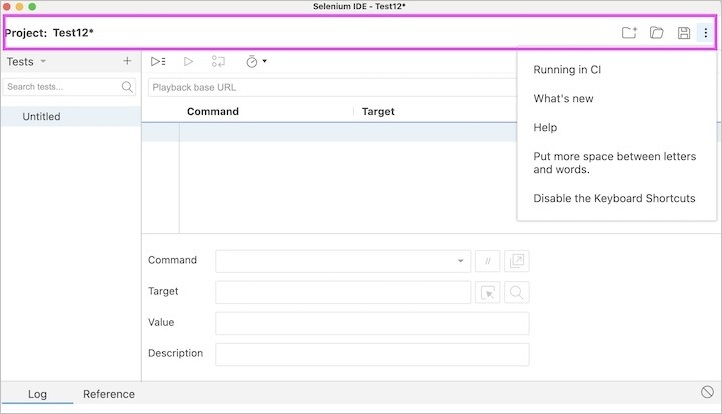 Selenium IDE - Test12*
Project: Test12*
Tests
Running in CI
What's new
Help
Put more space between letters
and words.
Disable the Keyboard Shortcuts
Search tests...
Playback base URL
Untitled
Command Target
Command
//
Target
Value
Description
Log Reference